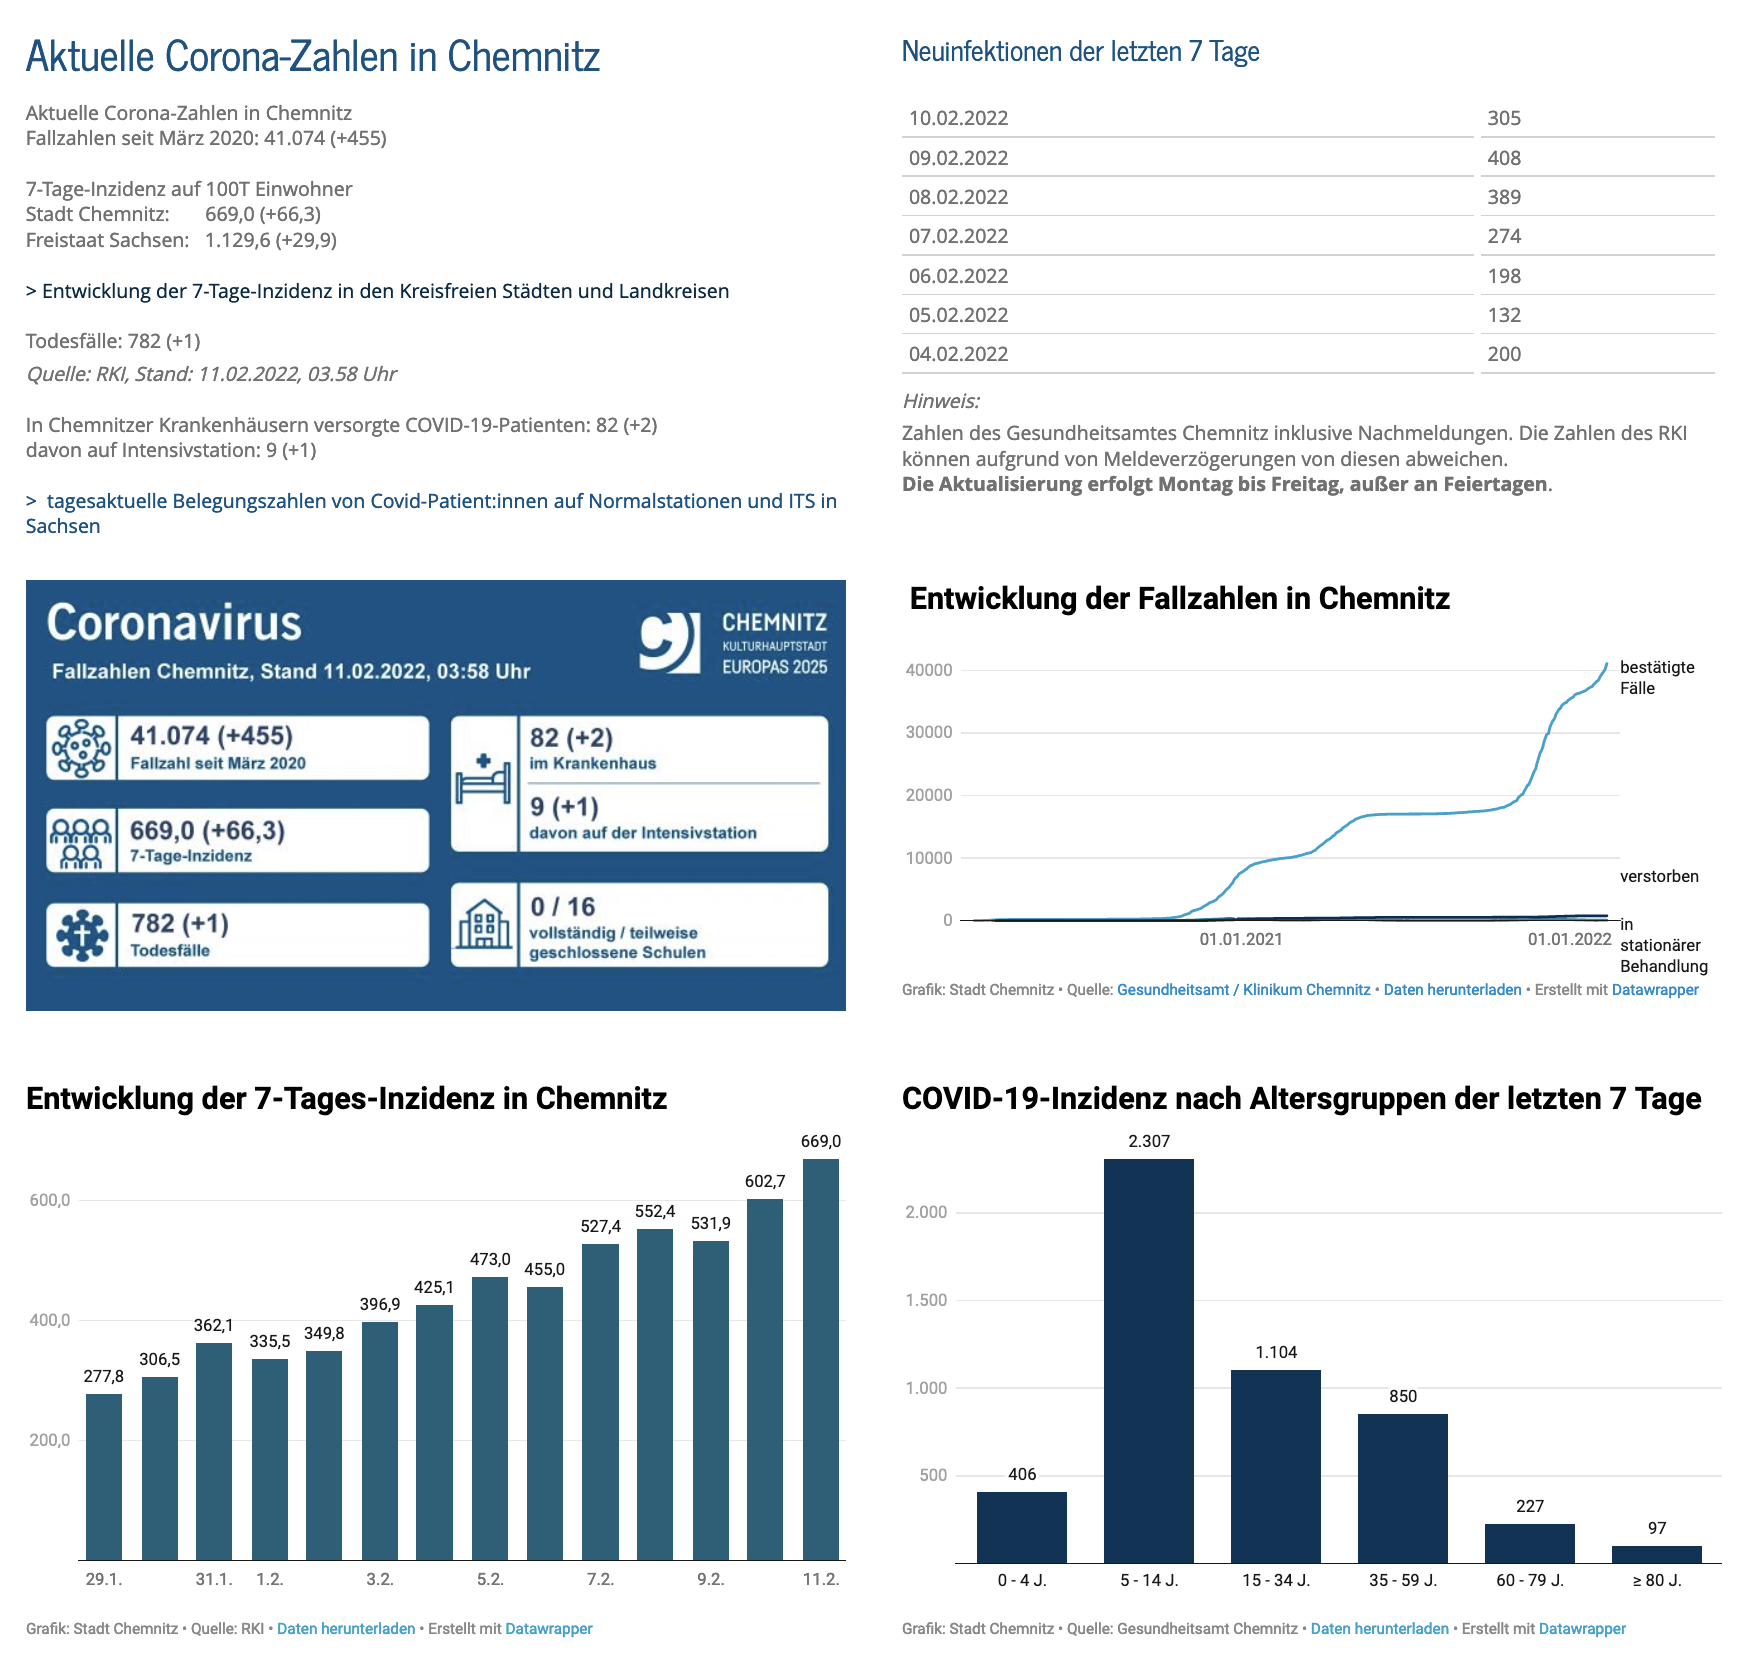 Aktuelle Corona-Zahlen in Chemnitz
Aktuelle Corona-Zahlen in Chemnitz
Fallzahlen seit März 2020: 41.074 (+455)
7-Tage-Inzidenz auf 100T Einwohner
Stadt Chemnitz: 669,0 (+66,3)
Freistaat Sachsen: 1.129,6 (+29,9)
> Entwicklung der 7-Tage-Inzidenz in den Kreisfreien Städten und Landkreisen
Todesfälle: 782 (+1)
Quelle: RKI, Stand: 11.02.2022, 03.58 Uhr
In Chemnitzer Krankenhäusern versorgte COVID-19-Patienten: 82 (+2)
davon auf Intensivstation: 9 (+1)
> tagesaktuelle Belegungszahlen von Covid-Patient:innen auf Normalstationen und ITS in
Sachsen
Neuinfektionen der letzten 7 Tage
10.02.2022 305
09.02.2022 408
08.02.2022 389
07.02.2022 274
06.02.2022 198
05.02.2022 132
04.02.2022 200
Hinweis:
Zahlen des Gesundheitsamtes Chemnitz inklusive Nachmeldungen. Die Zahlen des RKI
können aufgrund von Meldeverzögerungen von diesen abweichen.
Die Aktualisierung erfolgt Montag bis Freitag, außer an Feiertagen.
Coronavirus
Fallzahlen Chemnitz, Stand 11.02.2022, 03:58 Uhr
CHEMNITZ
KULTURHAUPTSTADT
EUROPAS 2025
41.074 (+455)
Fallzahl seit März 2020
669,0 (+66,3)
7-Tage-Inzidenz
782 (+1)
Todesfälle
82 (+2)
im Krankenhaus
9 (+1)
davon auf der Intensivstation
0 / 16
vollständig / teilweise
geschlossene Schulen
Entwicklung der Fallzahlen in Chemnitz
40000
30000
20000
10000
0
01.01.2021 01.01.2022
bestätigte
Fälle
verstorben
in
stationärer
Behandlung
Grafik: Stadt Chemnitz • Quelle: Gesundheitsamt / Klinikum Chemnitz • Daten herunterladen • Erstellt mit Datawrapper
Entwicklung der 7-Tages-Inzidenz in Chemnitz
600,0
400,0
200,0
277,8 306,5 362,1 335,5 349,8 396,9 425,1 473,0 455,0 527,4 552,4 531,9 602,7 669,0
29.1. 31.1. 1.2. 3.2. 5.2. 7.2. 9.2. 11.2.
Grafik: Stadt Chemnitz • Quelle: RKI • Daten herunterladen • Erstellt mit Datawrapper
COVID-19-Inzidenz nach Altersgruppen der letzten 7 Tage
2.000
1.500
1.000
500
406 2.307 1.104 850 227 97
0 - 4 J. 5 - 14 J. 15 - 34 J. 35 - 59 J. 60 - 79 J. ≥ 80 J.
Grafik: Stadt Chemnitz • Quelle: Gesundheitsamt Chemnitz • Daten herunterladen • Erstellt mit Datawrapper